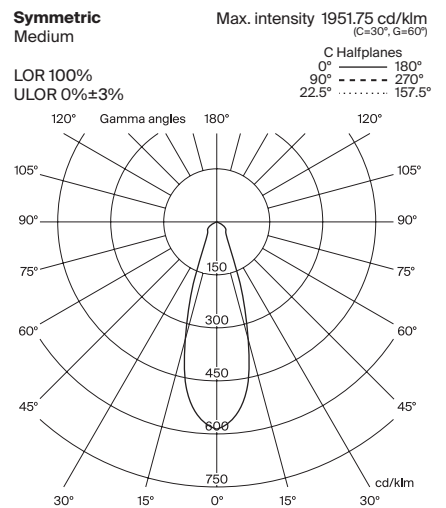 Symmetric
Medium
LOR 100%
ULOR 0%±3%
Max. intensity 1951.75 cd/klm
(C=30°, G=60°)
C Halfplanes
0° 180°
90° 270°
22.5° 157.5°
120° Gamma angles 180° 120°
105° 105°
90° 90°
75° 150 75°
60° 300 60°
45° 450 45°
600
750 cd/klm
30° 15° 0° 15° 30°